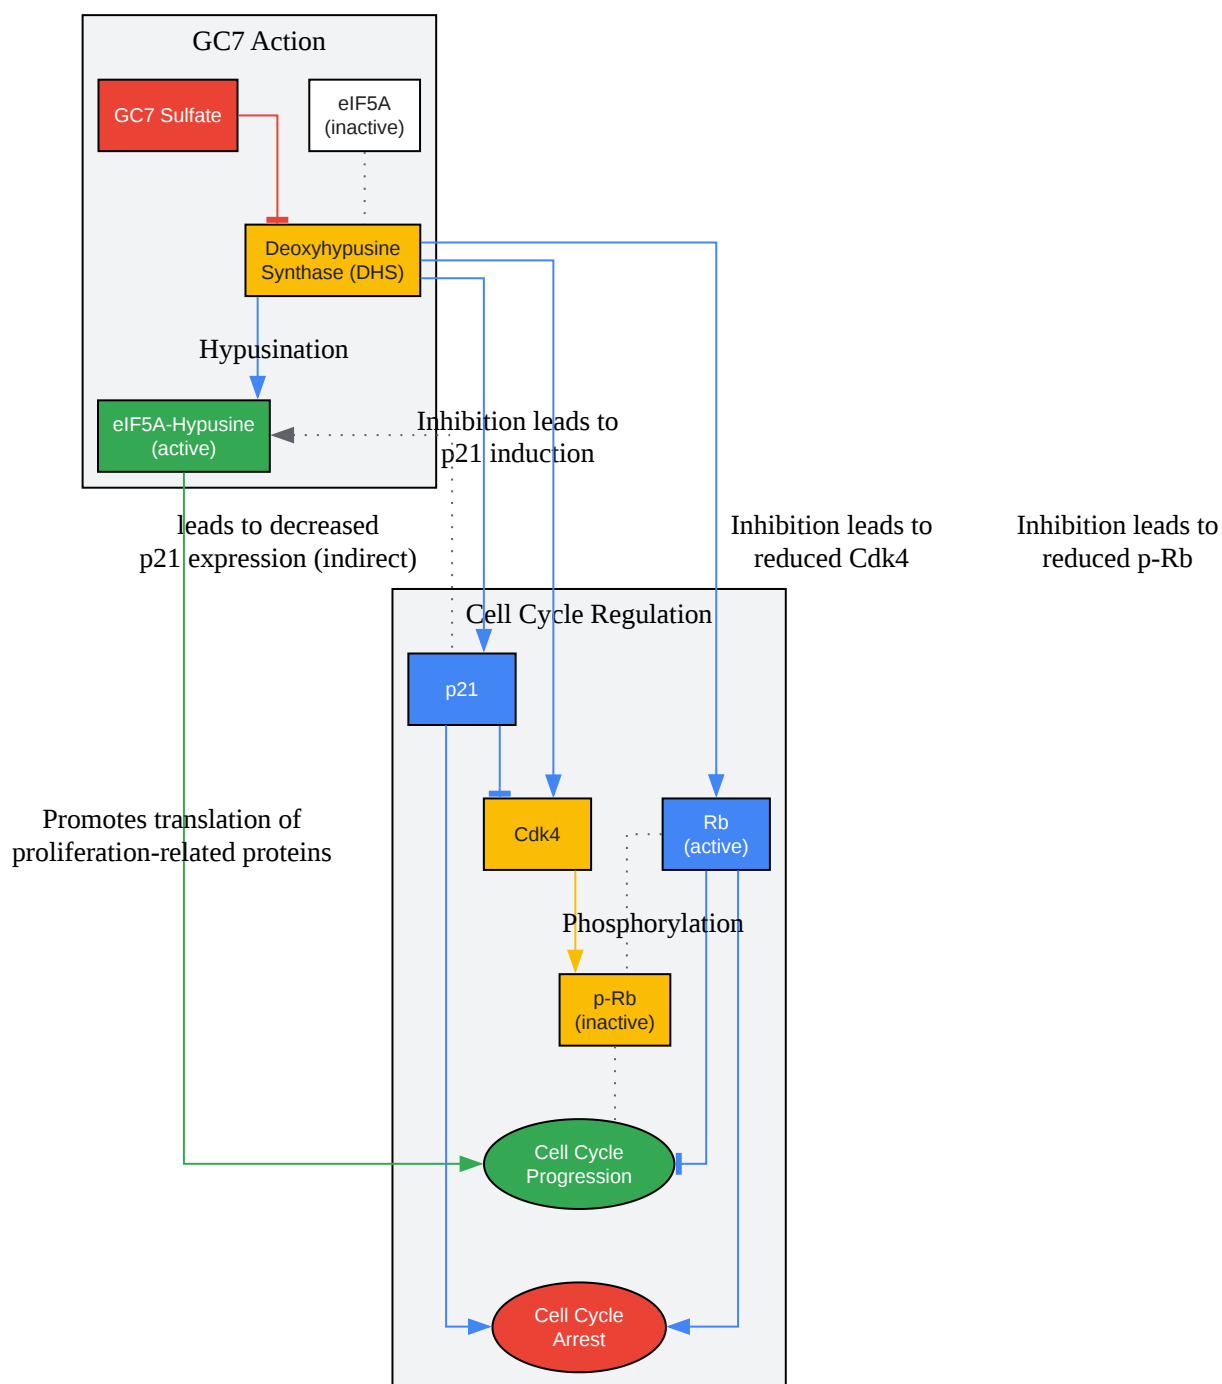 GC7 Action
GC7 Sulfate
eIF5A
(inactive)
Deoxyhypusine
Synthase (DHS)
Hypusination
eIF5A-Hypusine
(active)
Inhibition leads to
p21 induction
leads to decreased
p21 expression (indirect)
Inhibition leads to
reduced Cdk4
Inhibition leads to
reduced p-Rb
Cell Cycle Regulation
p21
Promotes translation of
proliferation-related proteins
Cdk4
Rb
(active)
Phosphorylation
p-Rb
(inactive)
Cell Cycle
Progression
Cell Cycle
Arrest